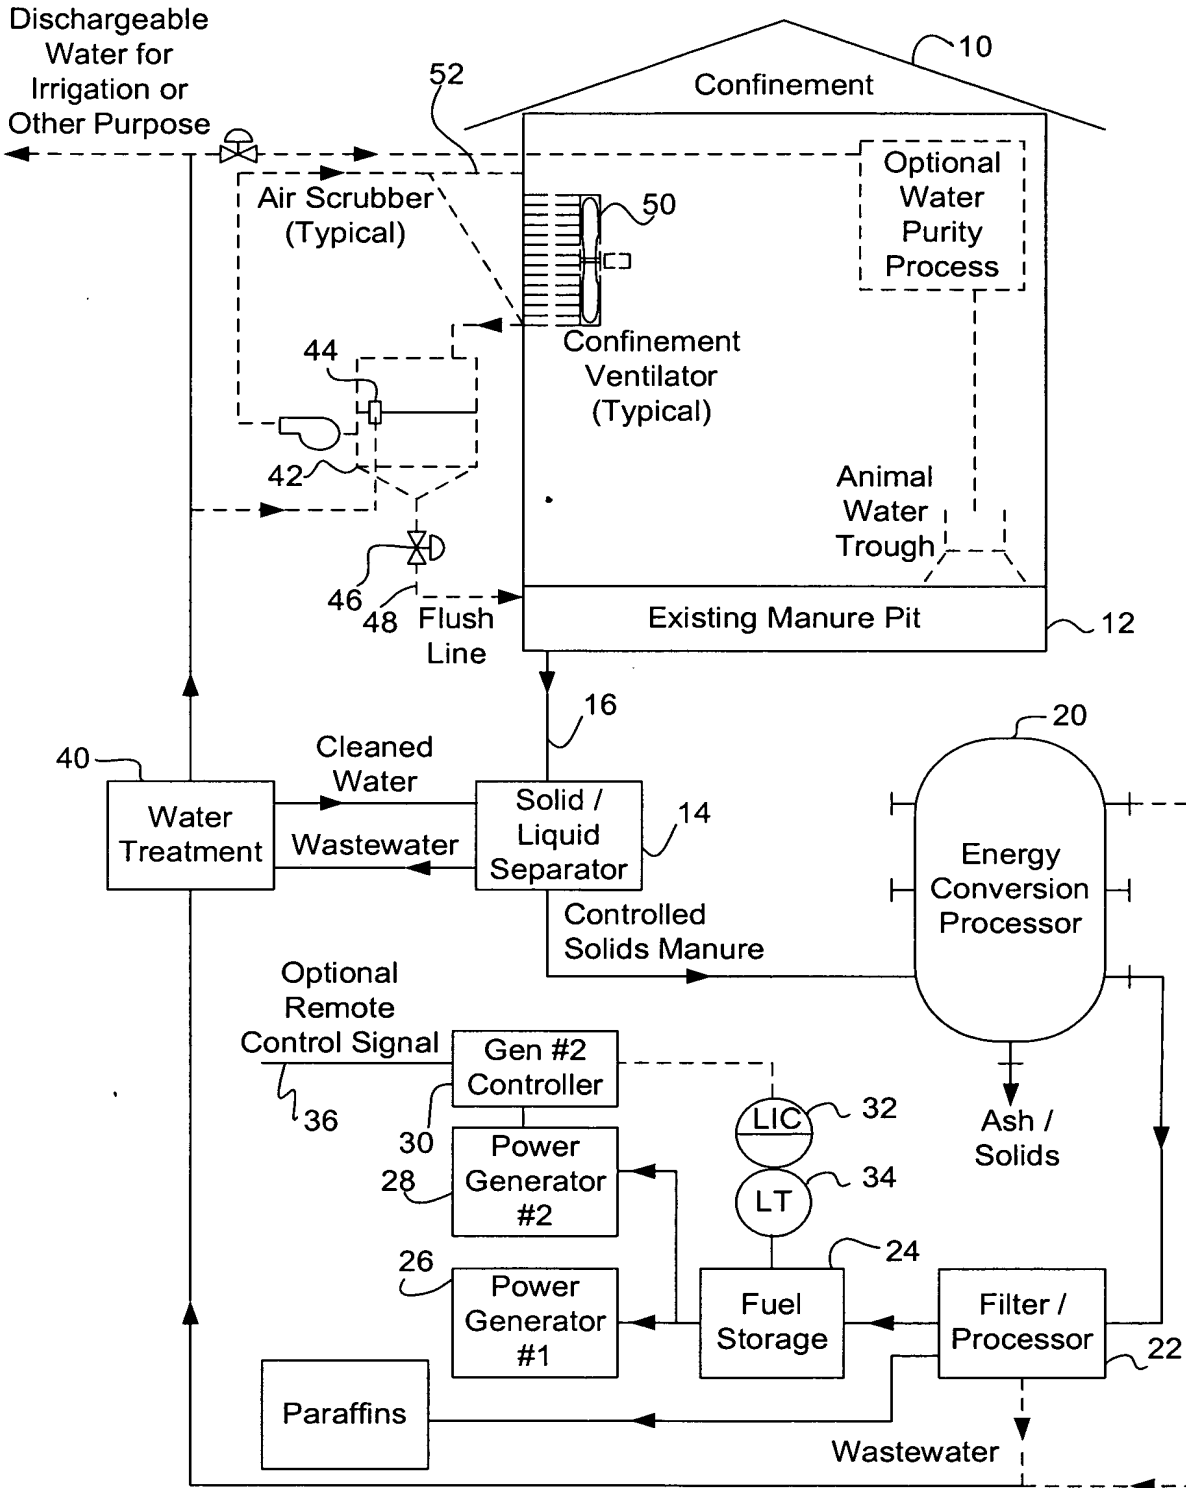 Dischargeable
Water for
Irrigation or
Other Purpose
52
10
Confinement
Air Scrubber
(Typical)
50
Optional
Water
Purity
Process
Confinement
Ventilator
(Typical)
44
42
Animal
Water
Trough
46
48
Flush
Line
Existing Manure Pit
12
16
20
40
Cleaned
Water
Water
Treatment
Wastewater
Solid /
Liquid
Separator
14
Energy
Conversion
Processor
Controlled
Solids Manure
Optional
Remote
Control Signal
36
Gen #2
Controller
30
LIC
32
Ash /
Solids
28
Power
Generator
#2
LT
34
26
Power
Generator
#1
24
Fuel
Storage
Filter /
Processor
22
Paraffins
Wastewater